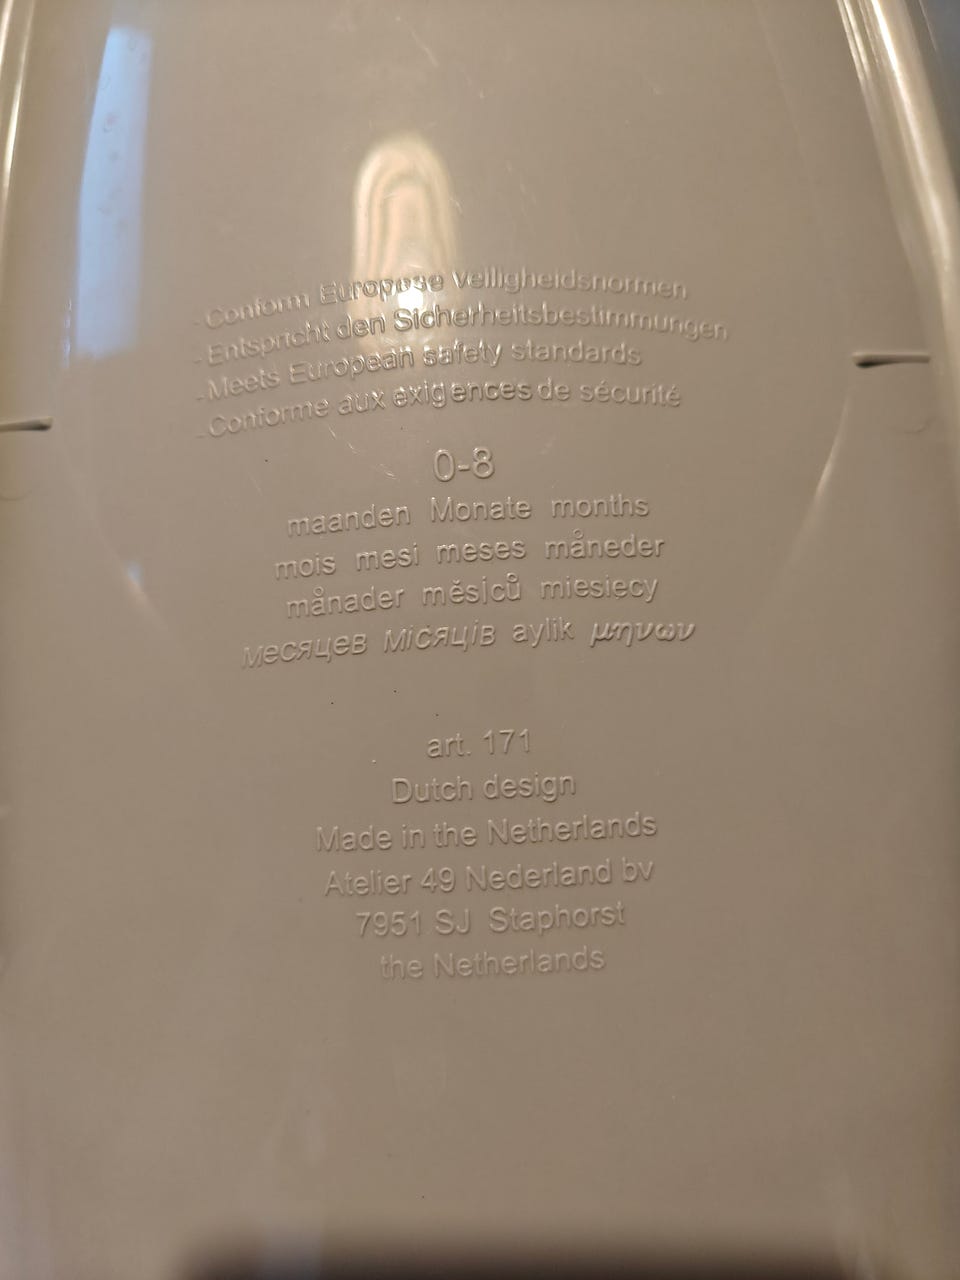 - Conform Europese veiligheidsnormen
- Entspricht den Sicherheitsbestimmungen
- Meets European safety standards
- Conforme aux exigences de sécurité
0-8
maanden Monate months
mois mesi meses måneder
månader měsíců miesięcy
месяцев місяців aylik μηνων
art. 171
Dutch design
Made in the Netherlands
Atelier 49 Nederland bv
7951 SJ Staphorst
the Netherlands